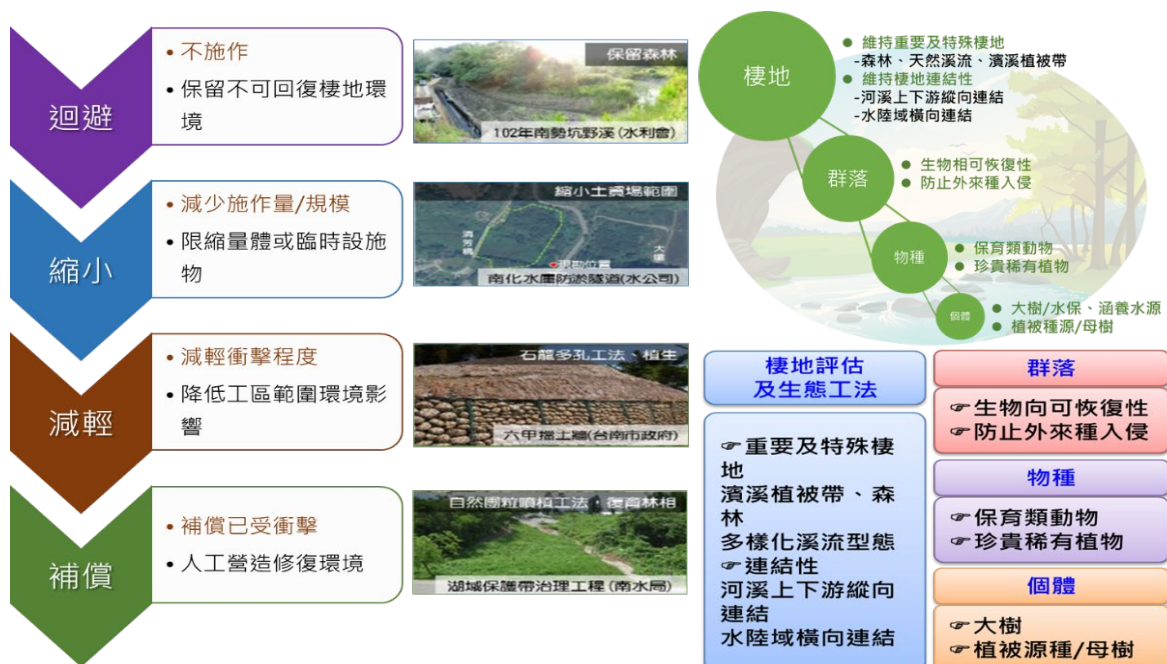 迴避
• 不施作
• 保留不可回復棲地環
境
保留森林
102年南勢坑野溪(水利會)
縮小
• 減少施作量/規模
• 限縮量體或臨時設施
物
縮小土資場範圍
南化水庫防淤隧道(水公司)
減輕
• 減輕衝擊程度
• 降低工區範圍環境影
響
石籠多孔工法、植生
六甲擋土牆(台南市政府)
補償
• 補償已受衝擊
• 人工營造修復環境
自然團粒噴植工法、復育林相
湖域保護帶治理工程(南水局)
棲地
● 維持重要及特殊棲地
-森林、天然溪流、濱溪植被帶
● 維持棲地連結性
-河溪上下游縱向連結
-水陸域橫向連結
群落
● 生物相可恢復性
● 防止外來種入侵
物種
● 保育類動物
● 珍貴稀有植物
個體
● 大樹/水保、涵養水源
● 植被種源/母樹
棲地評估
及生態工法
☞重要及特殊棲
地
濱溪植被帶、森
林
多樣化溪流型態
☞連結性
河溪上下游縱向
連結
水陸域橫向連結
群落
☞生物向可恢復性
☞防止外來種入侵
物種
☞保育類動物
☞珍貴稀有植物
個體
☞大樹
☞植被源種/母樹